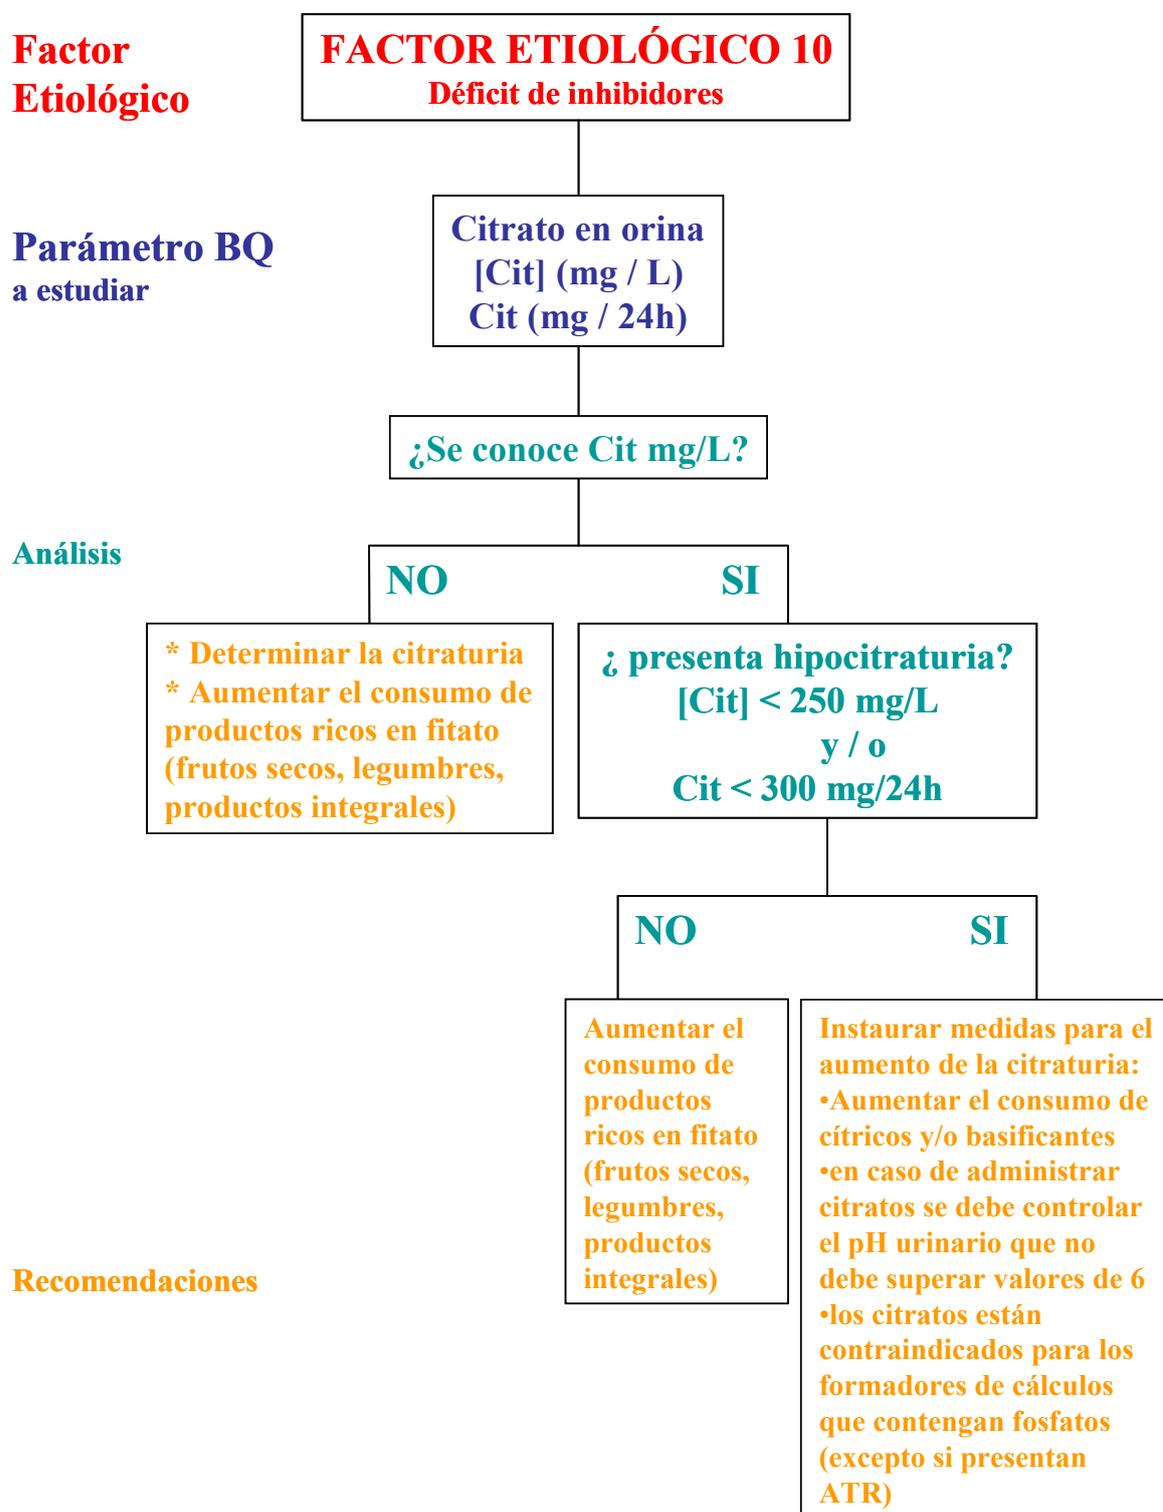 Factor
Etiológico
FACTOR ETIOLÓGICO 10
Déficit de inhibidores
Parámetro BQ
a estudiar
Citrato en orina
[Cit] (mg / L)
Cit (mg / 24h)
¿Se conoce Cit mg/L?
Análisis
NO
SI
* Determinar la citraturia
* Aumentar el consumo de
productos ricos en fitato
(frutos secos, legumbres,
productos integrales)
¿ presenta hipocitraturia?
[Cit] < 250 mg/L
y / o
Cit < 300 mg/24h
NO
SI
Recomendaciones
Aumentar el
consumo de
productos
ricos en fitato
(frutos secos,
legumbres,
productos
integrales)
Instaurar medidas para el
aumento de la citraturia:
•Aumentar el consumo de
cítricos y/o basificantes
•en caso de administrar
citratos se debe controlar
el pH urinario que no
debe superar valores de 6
•los citratos están
contraindicados para los
formadores de cálculos
que contengan fosfatos
(excepto si presentan
ATR)